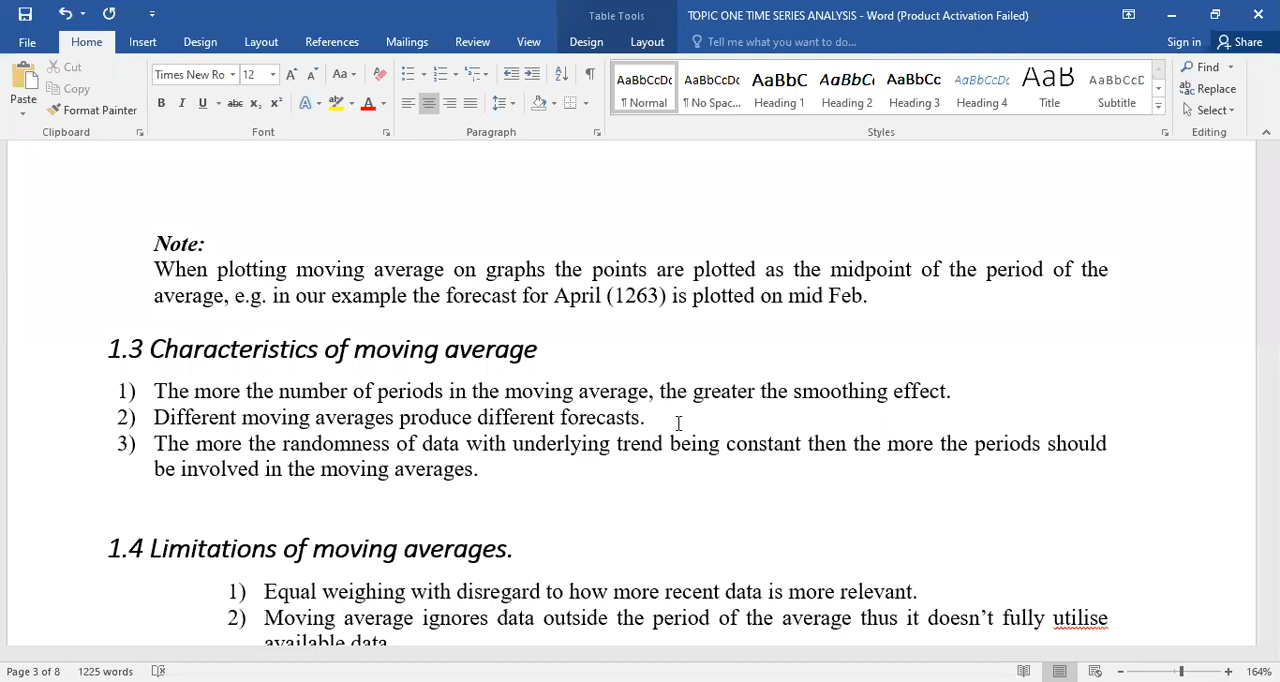 Table Tools
TOPIC ONE TIME SERIES ANALYSIS - Word (Product Activation Failed)
File Home Insert Design Layout References Mailings Review View Design Layout Tell me what you want to do... Sign in Share
Paste
Cut
Copy
Format Painter
Times New Ro 12
Aa
B I U abc x₂ x² A A
AaBbCcDc AaBbCcDc AaBbC AaBbCc AaBbCc AaBbCcDc AaB AaBbCcD
¶ Normal ¶ No Spac... Heading 1 Heading 2 Heading 3 Heading 4 Title Subtitle
Find
Replace
Select
Clipboard Font Paragraph Styles Editing
Note:
When plotting moving average on graphs the points are plotted as the midpoint of the period of the
average, e.g. in our example the forecast for April (1263) is plotted on mid Feb.
1.3 Characteristics of moving average
1) The more the number of periods in the moving average, the greater the smoothing effect.
2) Different moving averages produce different forecasts.
3) The more the randomness of data with underlying trend being constant then the more the periods should
be involved in the moving averages.
1.4 Limitations of moving averages.
1) Equal weighing with disregard to how more recent data is more relevant.
2) Moving average ignores data outside the period of the average thus it doesn't fully utilise
available data
Page 3 of 8 1225 words 164%